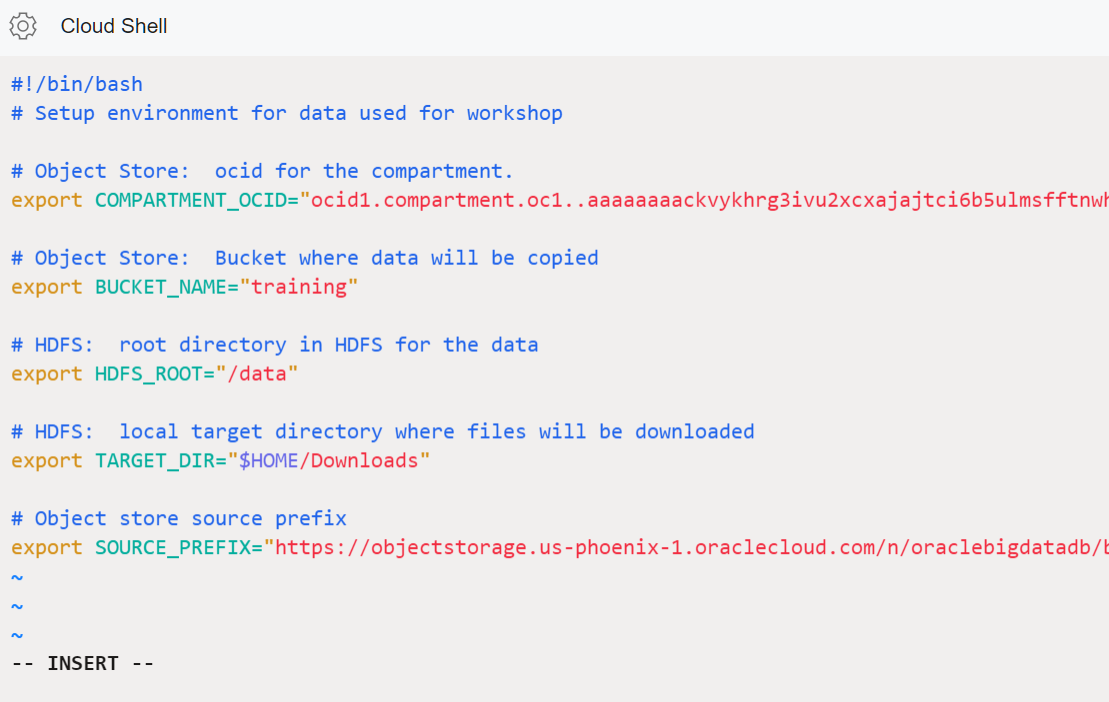 Cloud Shell
#!/bin/bash
# Setup environment for data used for workshop
# Object Store:  ocid for the compartment.
export COMPARTMENT_OCID="ocid1.compartment.oc1..aaaaaaaackvykhrg3ivu2xcxajajtci6b5ulmsfftnwh
# Object Store:  Bucket where data will be copied
export BUCKET_NAME="training"
# HDFS:  root directory in HDFS for the data
export HDFS_ROOT="/data"
# HDFS:  local target directory where files will be downloaded
export TARGET_DIR="$HOME/Downloads"
# Object store source prefix
export SOURCE_PREFIX="https://objectstorage.us-phoenix-1.oraclecloud.com/n/oraclebigdatadb/b
~
~
~
-- INSERT --